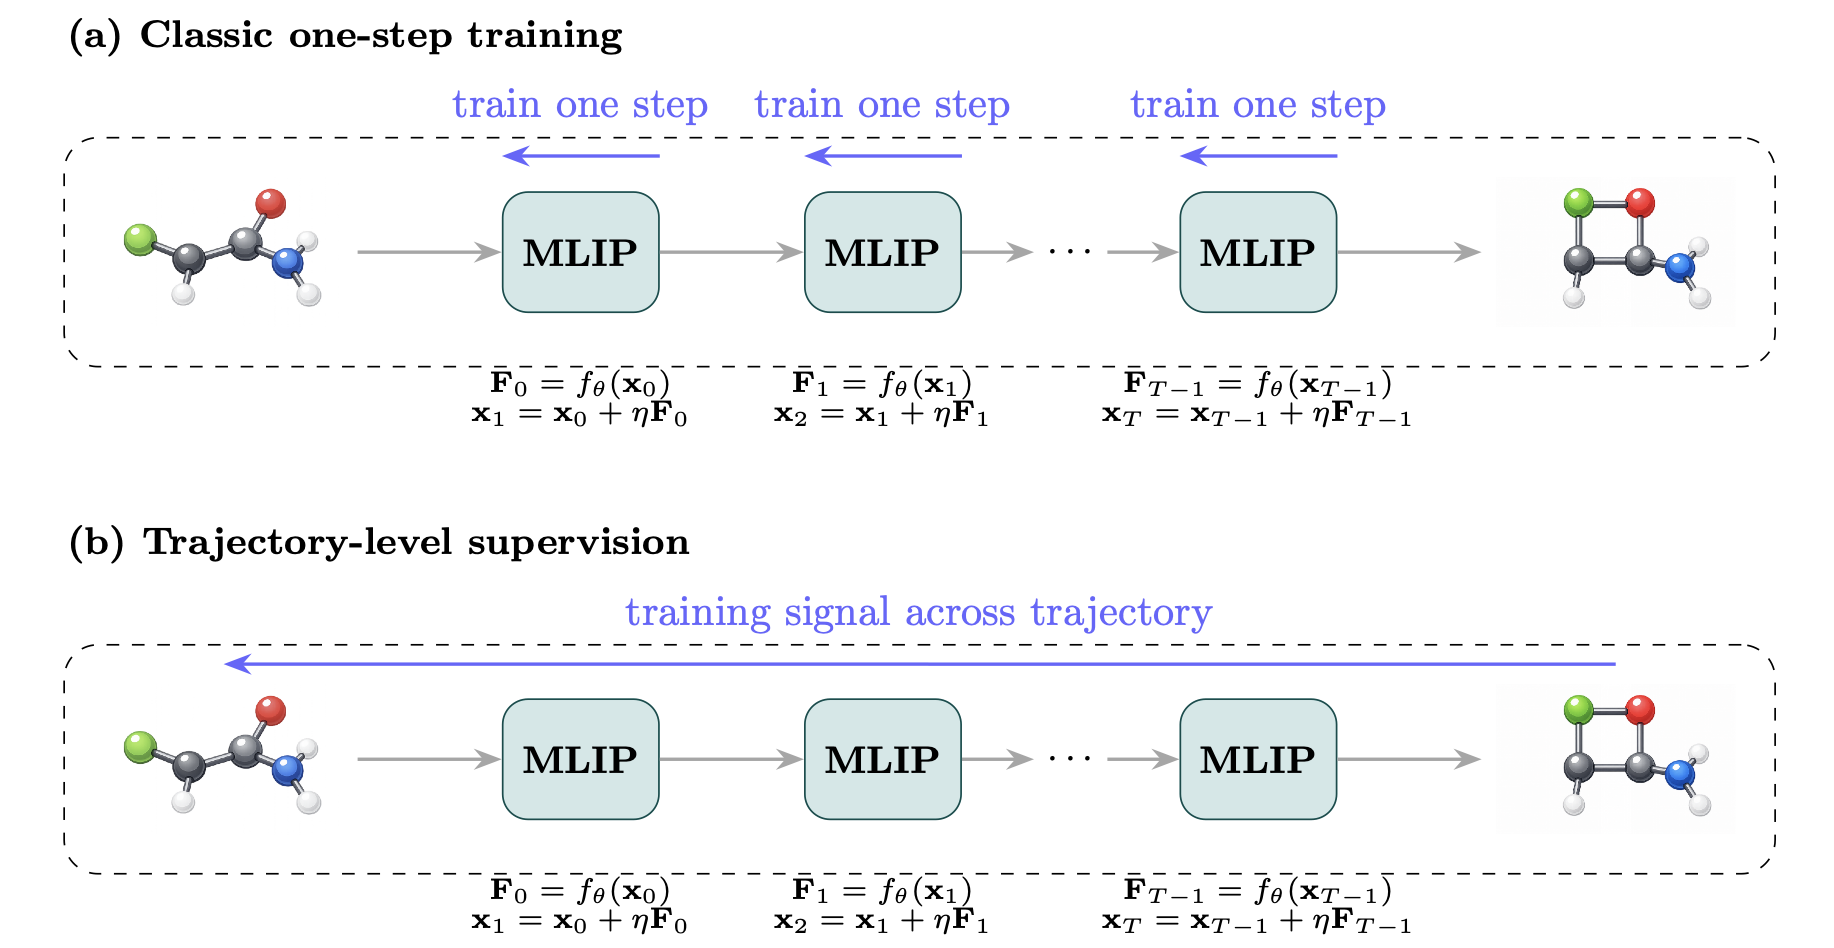 (a) Classic one-step training
train one step train one step train one step
MLIP MLIP ··· MLIP
F₀ = f_θ(x₀) F₁ = f_θ(x₁) F_{T−1} = f_θ(x_{T−1})
x₁ = x₀ + ηF₀ x₂ = x₁ + ηF₁ x_T = x_{T−1} + ηF_{T−1}
(b) Trajectory-level supervision
training signal across trajectory
MLIP MLIP ··· MLIP
F₀ = f_θ(x₀) F₁ = f_θ(x₁) F_{T−1} = f_θ(x_{T−1})
x₁ = x₀ + ηF₀ x₂ = x₁ + ηF₁ x_T = x_{T−1} + ηF_{T−1}